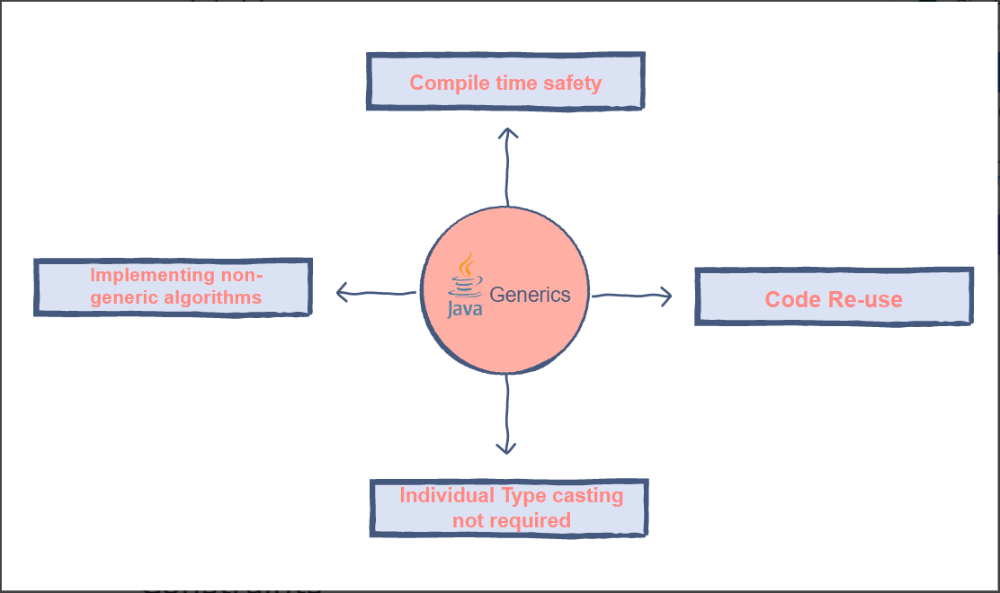 Compile time safety
Implementing non-
generic algorithms
Java
Generics
Code Re-use
Individual Type casting
not required